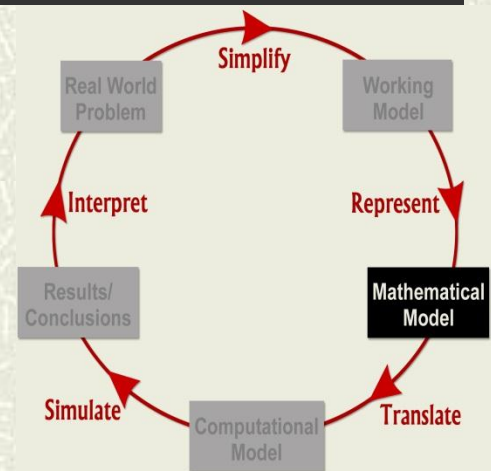 Simplify
Real World
Problem
Working
Model
Interpret
Represent
Results/
Conclusions
Mathematical
Model
Simulate
Translate
Computational
Model